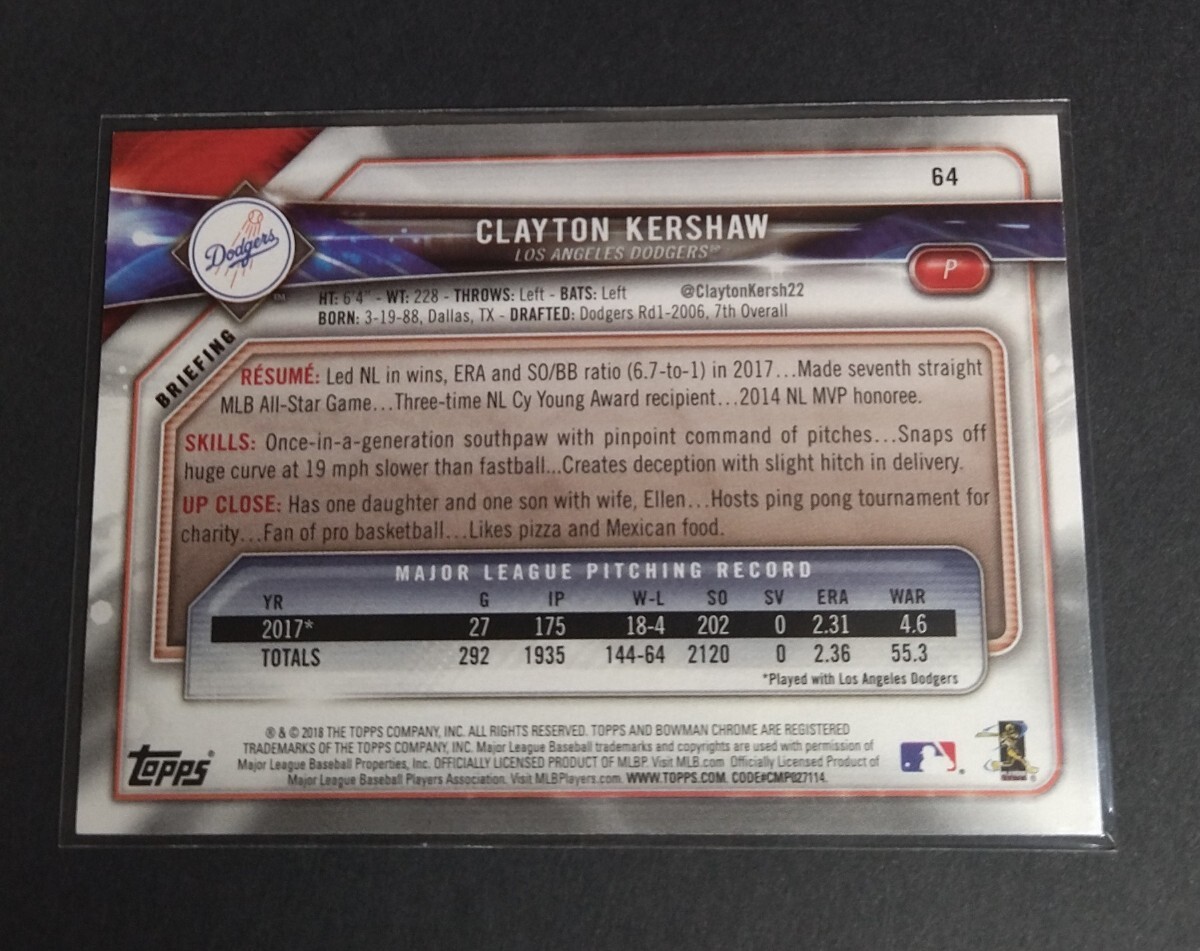 64
CLAYTON KERSHAW
LOS ANGELES DODGERS™
Dodgers
P
HT: 6'4" - WT: 228 - THROWS: Left - BATS: Left @ClaytonKersh22
BORN: 3-19-88, Dallas, TX - DRAFTED: Dodgers Rd1-2006, 7th Overall
BRIEFING
RÉSUMÉ: Led NL in wins, ERA and SO/BB ratio (6.7-to-1) in 2017...Made seventh straight
MLB All-Star Game...Three-time NL Cy Young Award recipient...2014 NL MVP honoree.
SKILLS: Once-in-a-generation southpaw with pinpoint command of pitches...Snaps off
huge curve at 19 mph slower than fastball...Creates deception with slight hitch in delivery.
UP CLOSE: Has one daughter and one son with wife, Ellen...Hosts ping pong tournament for
charity...Fan of pro basketball...Likes pizza and Mexican food.
MAJOR LEAGUE PITCHING RECORD
YR G IP W-L SO SV ERA WAR
2017* 27 175 18-4 202 0 2.31 4.6
TOTALS 292 1935 144-64 2120 0 2.36 55.3
*Played with Los Angeles Dodgers
® & © 2018 THE TOPPS COMPANY, INC. ALL RIGHTS RESERVED. TOPPS AND BOWMAN CHROME ARE REGISTERED
TRADEMARKS OF THE TOPPS COMPANY, INC. Major League Baseball trademarks and copyrights are used with permission of
Major League Baseball Properties, Inc. OFFICIALLY LICENSED PRODUCT OF MLBP. Visit MLB.com Officially Licensed Product of
Major League Baseball Players Association. Visit MLBPlayers.com. WWW.TOPPS.COM. CODE#CMP027114
Topps®